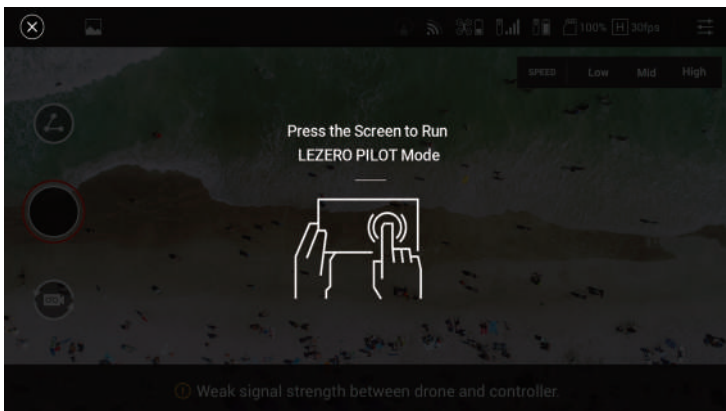 100% H 30fps
SPEED Low Mid High
Press the Screen to Run
LEZERO PILOT Mode
Weak signal strength between drone and controller.